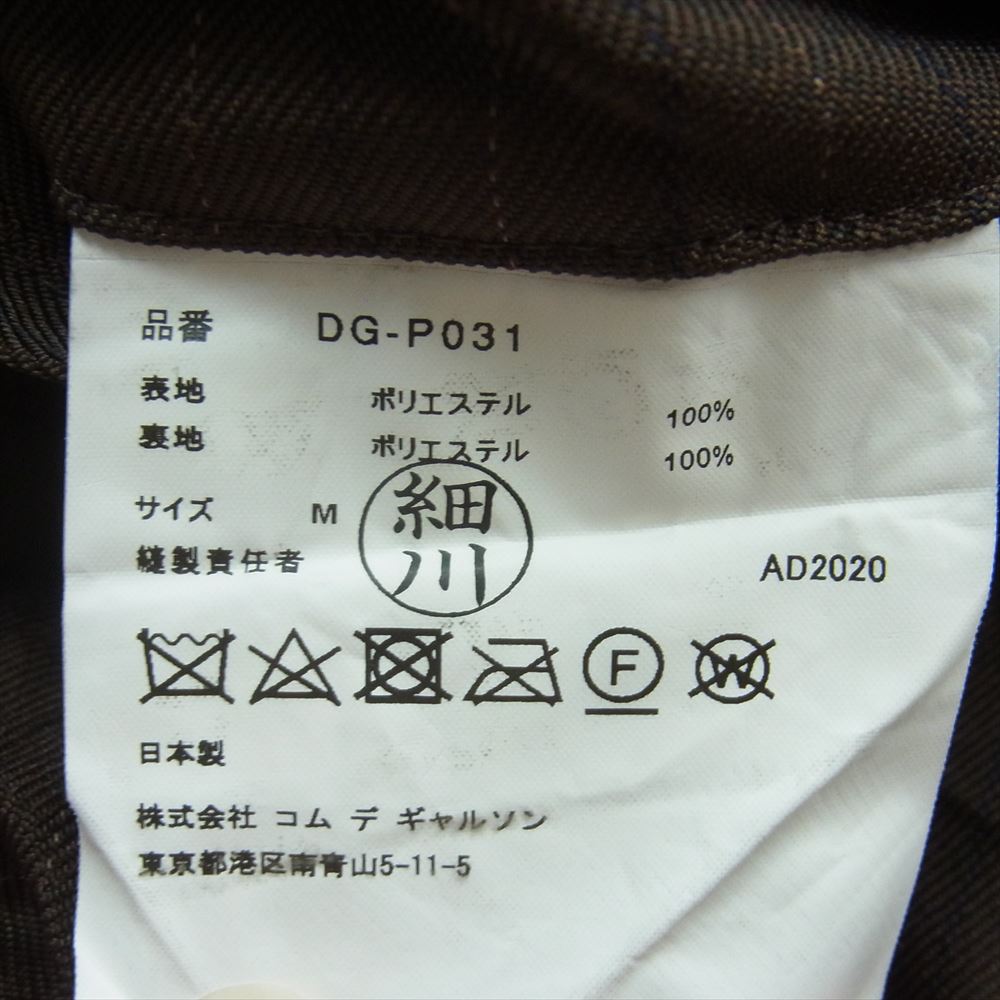 品番 DG-P031
表地 ポリエステル 100%
裏地 ポリエステル 100%
サイズ M
細川
縫製責任者 AD2020
F W
日本製
株式会社 コム デ ギャルソン
東京都港区南青山5-11-5